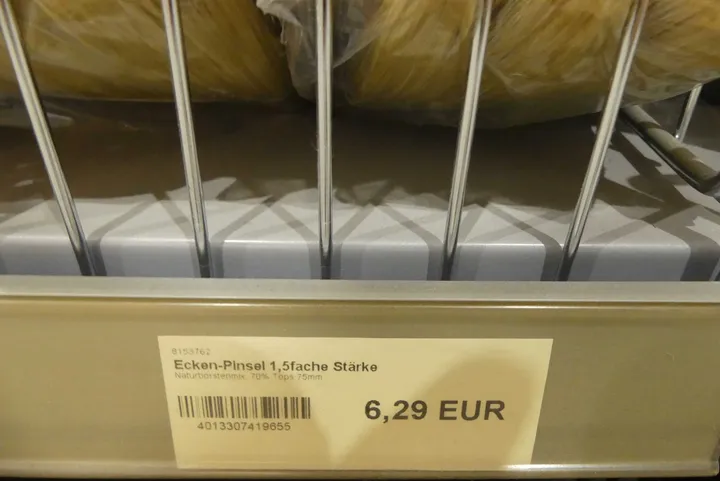 8153762
Ecken-Pinsel 1,5fache Stärke
Naturborstenmix, 70% Tops 75mm
6,29 EUR
4013307419655